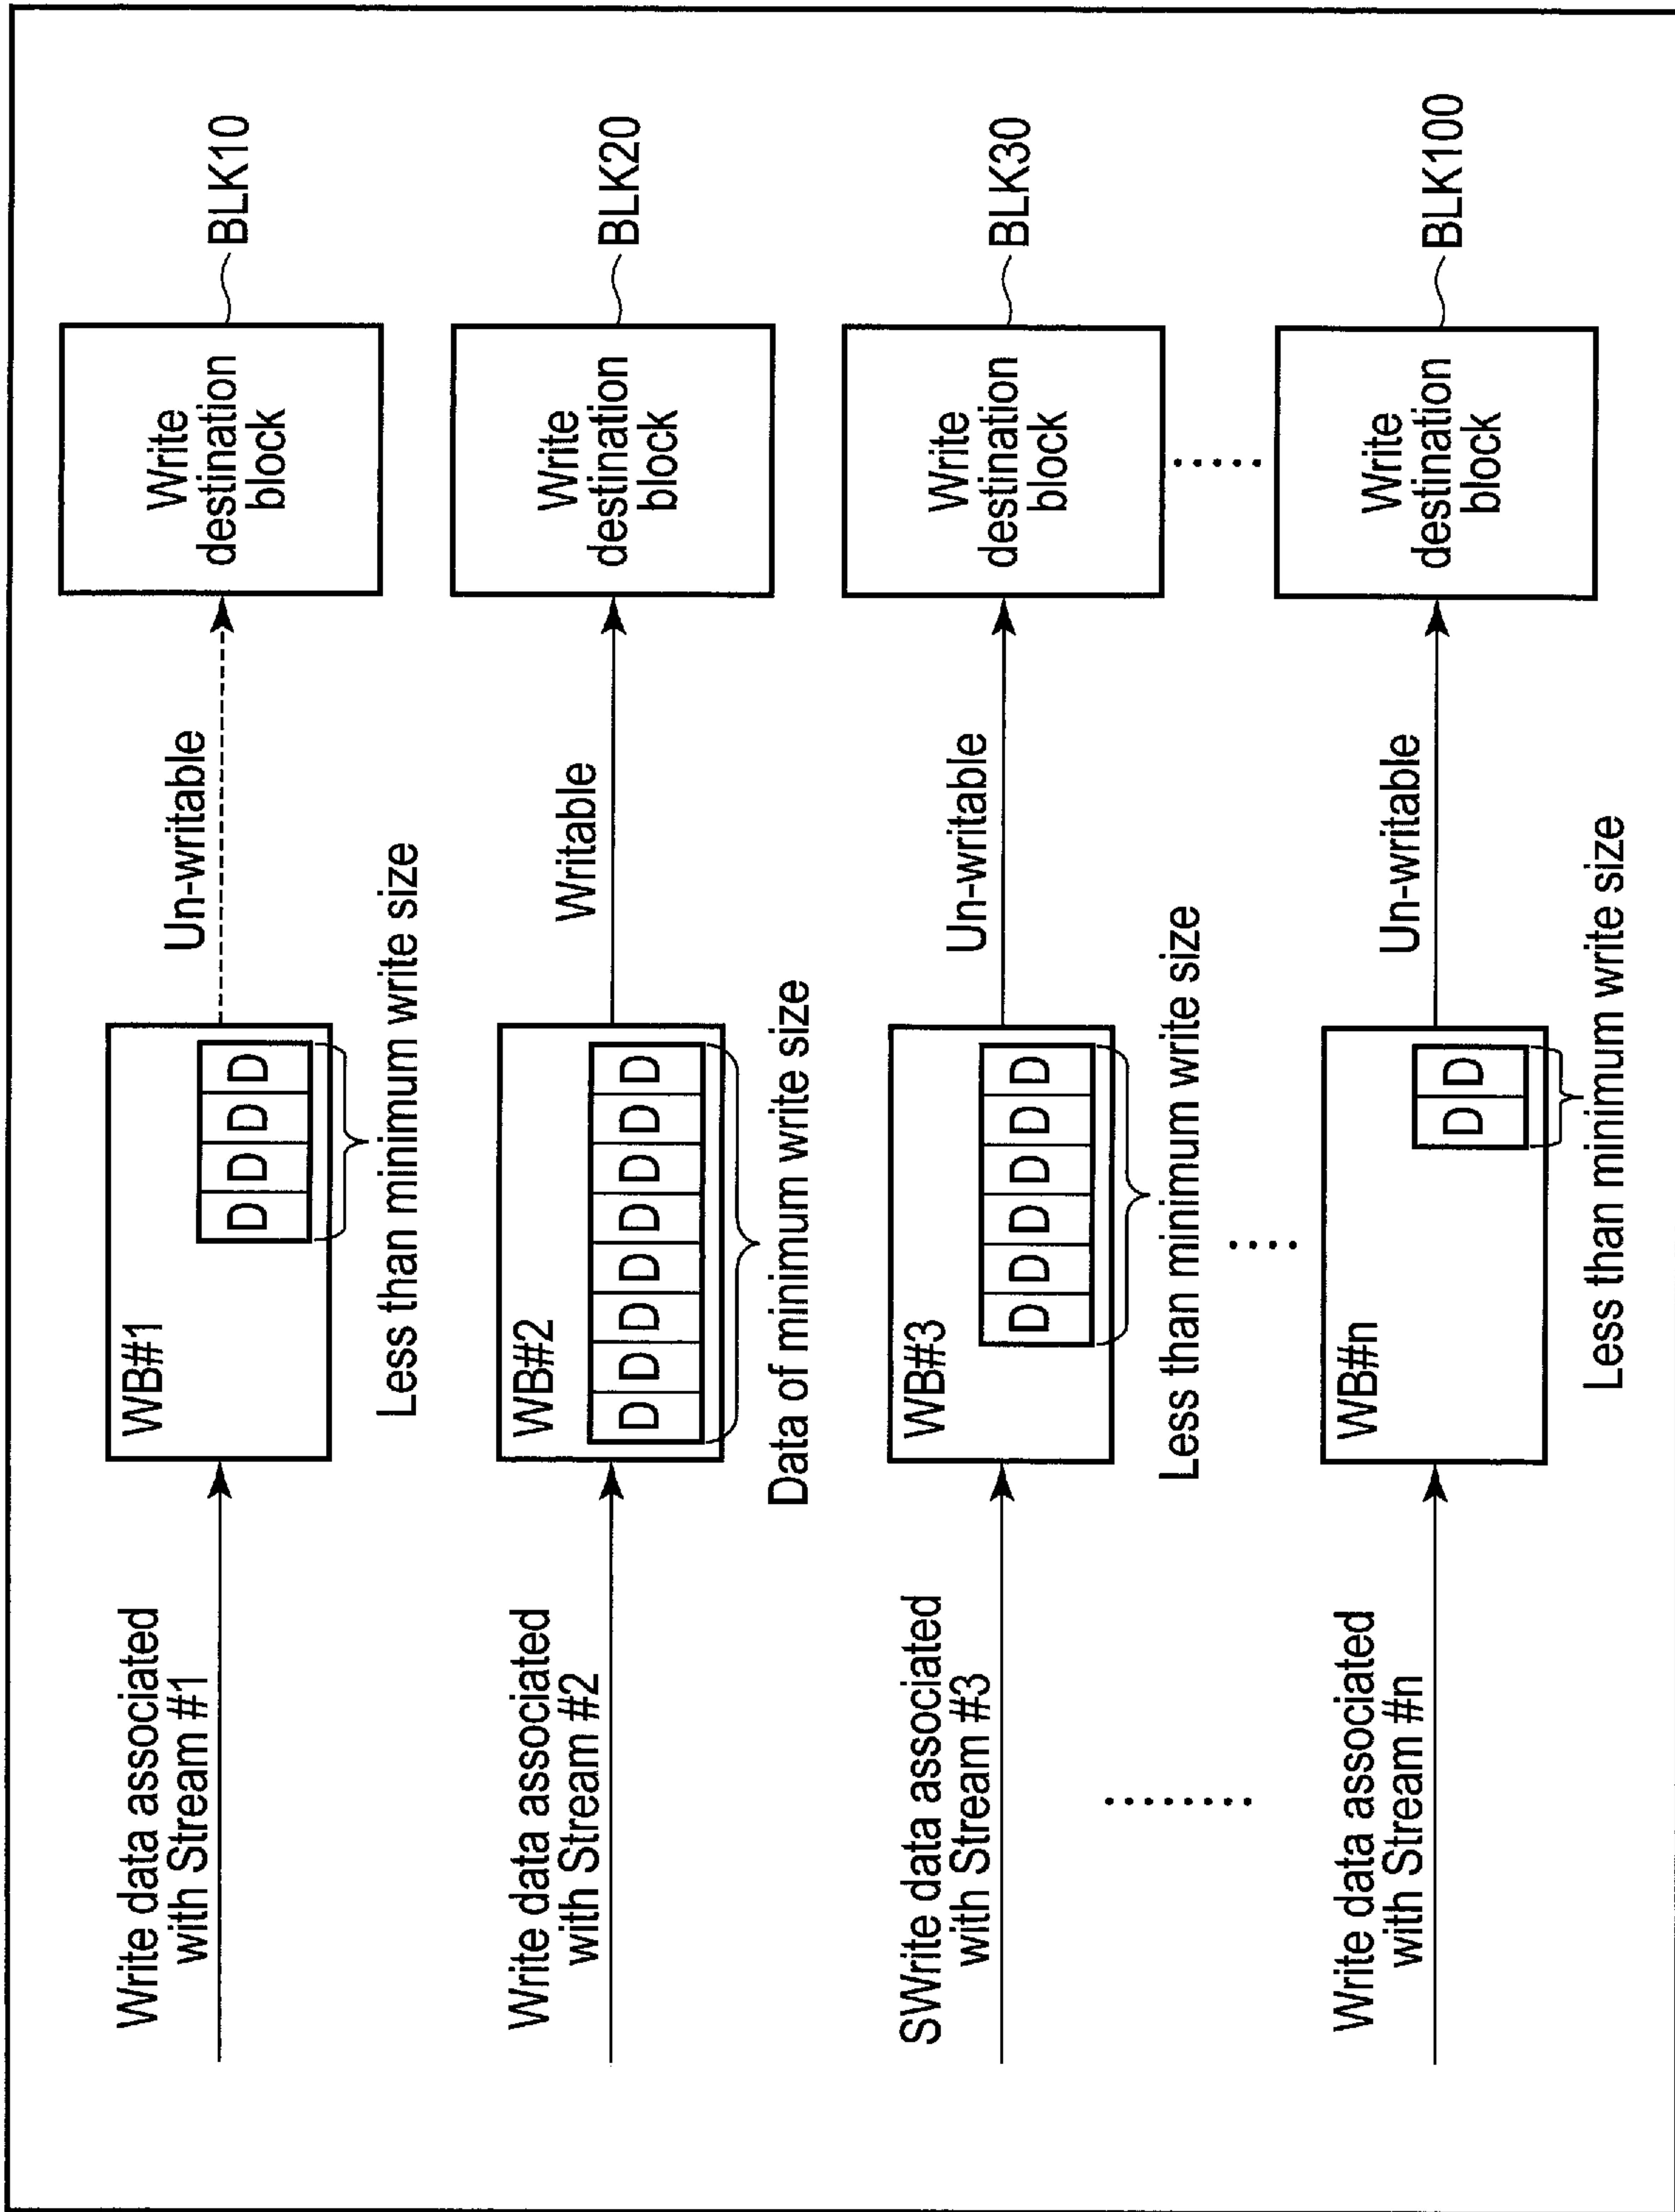 Write data associated
with Stream #1
WB#1
D D D D
Less than minimum write size
Un-writable
Write
destination
block
BLK10
Write data associated
with Stream #2
WB#2
D D D D D D D D
Data of minimum write size
Writable
Write
destination
block
BLK20
SWrite data associated
with Stream #3
WB#3
D D D D D D
Less than minimum write size
Un-writable
Write
destination
block
BLK30
Write data associated
with Stream #n
WB#n
D D
Less than minimum write size
Un-writable
Write
destination
block
BLK100